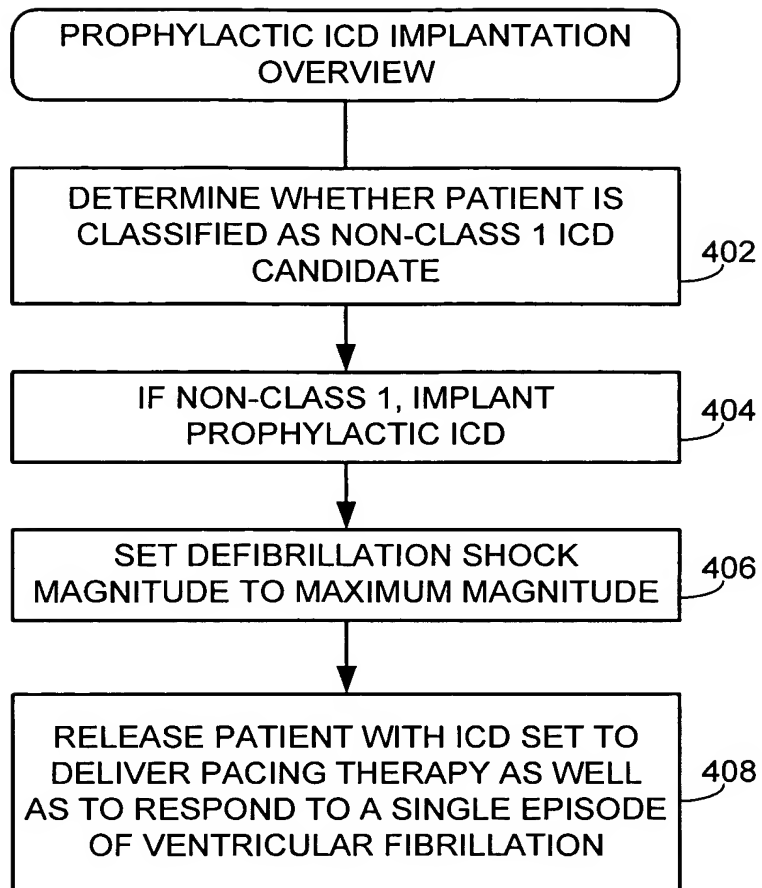 PROPHYLACTIC ICD IMPLANTATION
OVERVIEW
DETERMINE WHETHER PATIENT IS
CLASSIFIED AS NON-CLASS 1 ICD
CANDIDATE
402
IF NON-CLASS 1, IMPLANT
PROPHYLACTIC ICD
404
SET DEFIBRILLATION SHOCK
MAGNITUDE TO MAXIMUM MAGNITUDE
406
RELEASE PATIENT WITH ICD SET TO
DELIVER PACING THERAPY AS WELL
AS TO RESPOND TO A SINGLE EPISODE
OF VENTRICULAR FIBRILLATION
408